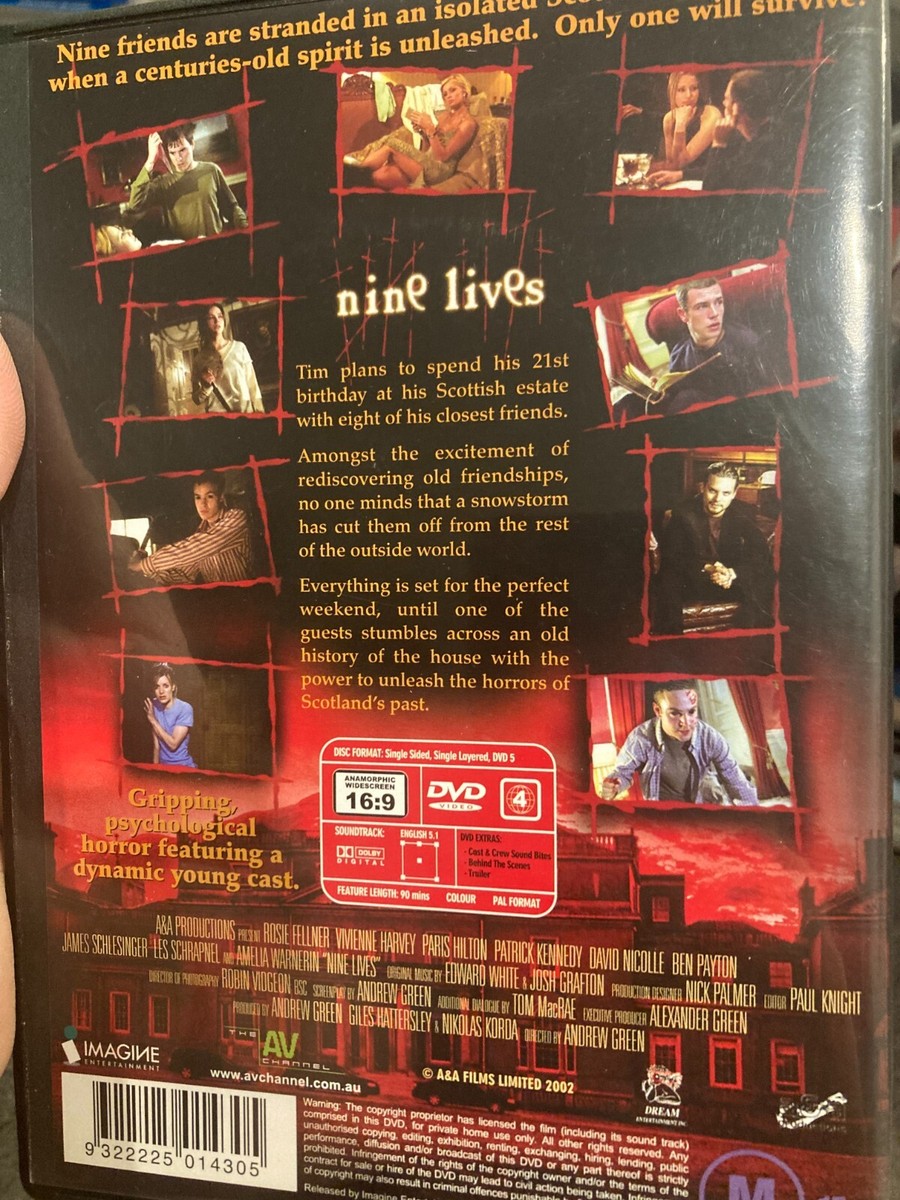 Nine friends are stranded in an isolated
when a centuries-old spirit is unleashed. Only one will survive!
nine lives
Tim plans to spend his 21st
birthday at his Scottish estate
with eight of his closest friends.
Amongst the excitement of
rediscovering old friendships,
no one minds that a snowstorm
has cut them off from the rest
of the outside world.
Everything is set for the perfect
weekend, until one of the
guests stumbles across an old
history of the house with the
power to unleash the horrors of
Scotland's past.
Gripping,
psychological
horror featuring a
dynamic young cast.
DISC FORMAT: Single Sided, Single Layered, DVD 5
ANAMORPHIC
WIDESCREEN
16:9
DVD
VIDEO
4
SOUNDTRACK:
DOLBY
DIGITAL
ENGLISH 5.1
DVD EXTRAS:
- Cast & Crew Sound Bites
- Behind The Scenes
- Trailer
FEATURE LENGTH: 90 mins COLOUR PAL FORMAT
A&A PRODUCTIONS PRESENT ROSIE FELLNER VIVIENNE HARVEY PARIS HILTON PATRICK KENNEDY DAVID NICOLLE BEN PAYTON
JAMES SCHLESINGER LES SCHRAPNEL AND AMELIA WARNER IN "NINE LIVES" ORIGINAL MUSIC BY EDWARD WHITE & JOSH GRAFTON PRODUCTION DESIGNER NICK PALMER EDITOR PAUL KNIGHT
DIRECTOR OF PHOTOGRAPHY ROBIN VIDGEON BSC SCREENPLAY BY ANDREW GREEN ADDITIONAL DIALOGUE BY TOM MacRAE EXECUTIVE PRODUCER ALEXANDER GREEN
PRODUCED BY ANDREW GREEN GILES HATTERSLEY & NIKOLAS KORDA DIRECTED BY ANDREW GREEN
IMAGINE
ENTERTAINMENT
THE
AV
CHANNEL
www.avchannel.com.au
© A&A FILMS LIMITED 2002
DREAM
ENTERTAINMENT, INC
9 322225 014305
Warning: The copyright proprietor has licensed the film (including its sound track)
comprised in this DVD, for private home use only. All other rights reserved. Any
unauthorised copying, editing, exhibition, renting, exchanging, hiring, lending, public
performance, diffusion and/or broadcast of this DVD or any part thereof is strictly
prohibited. Infringement of the rights of the copyright owner and/or the terms of the
contract for sale or hire of the DVD may lead to civil action being taken.
of copyright may also result in criminal offences punishable
Released by Imagine
M